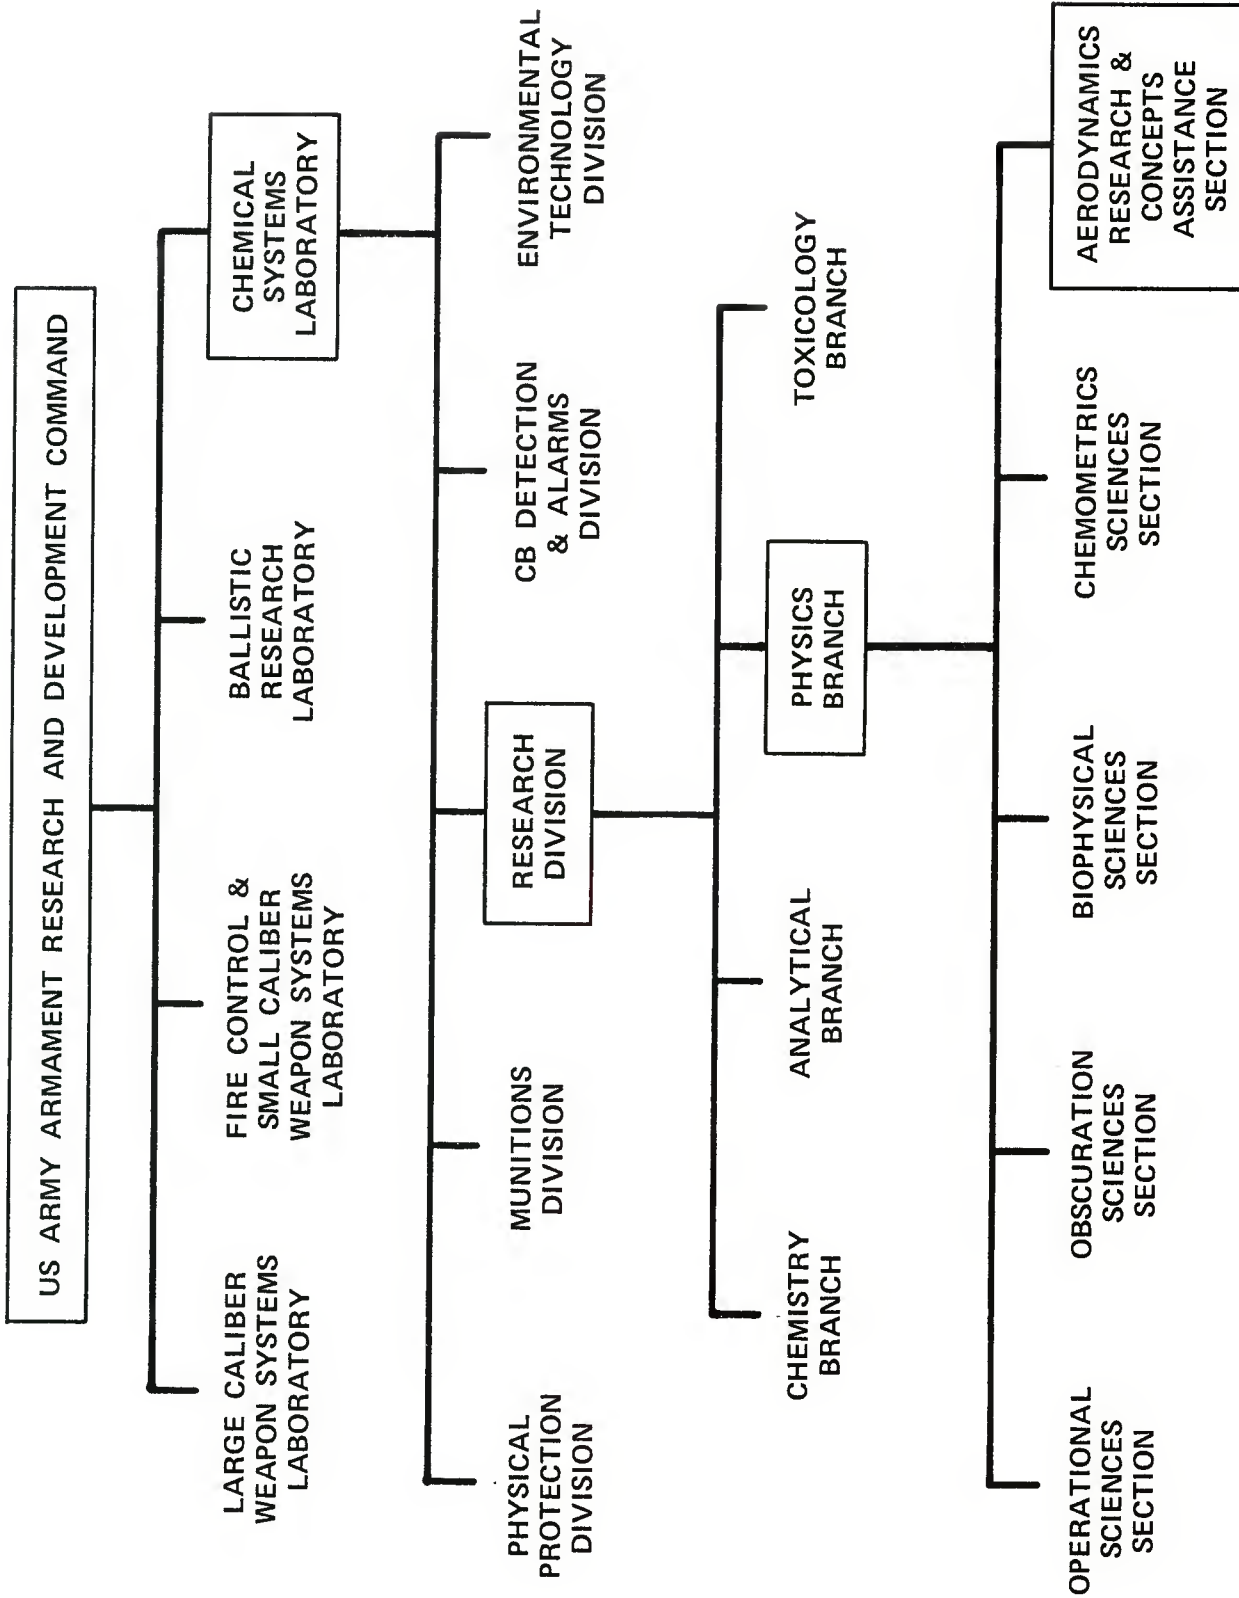 US ARMY ARMAMENT RESEARCH AND DEVELOPMENT COMMAND
LARGE CALIBER
WEAPON SYSTEMS
LABORATORY
FIRE CONTROL &
SMALL CALIBER
WEAPON SYSTEMS
LABORATORY
BALLISTIC
RESEARCH
LABORATORY
CHEMICAL
SYSTEMS
LABORATORY
PHYSICAL
PROTECTION
DIVISION
MUNITIONS
DIVISION
RESEARCH
DIVISION
CB DETECTION
& ALARMS
DIVISION
ENVIRONMENTAL
TECHNOLOGY
DIVISION
CHEMISTRY
BRANCH
ANALYTICAL
BRANCH
PHYSICS
BRANCH
TOXICOLOGY
BRANCH
OPERATIONAL
SCIENCES
SECTION
OBSCURATION
SCIENCES
SECTION
BIOPHYSICAL
SCIENCES
SECTION
CHEMOMETRICS
SCIENCES
SECTION
AERODYNAMICS
RESEARCH &
CONCEPTS
ASSISTANCE
SECTION